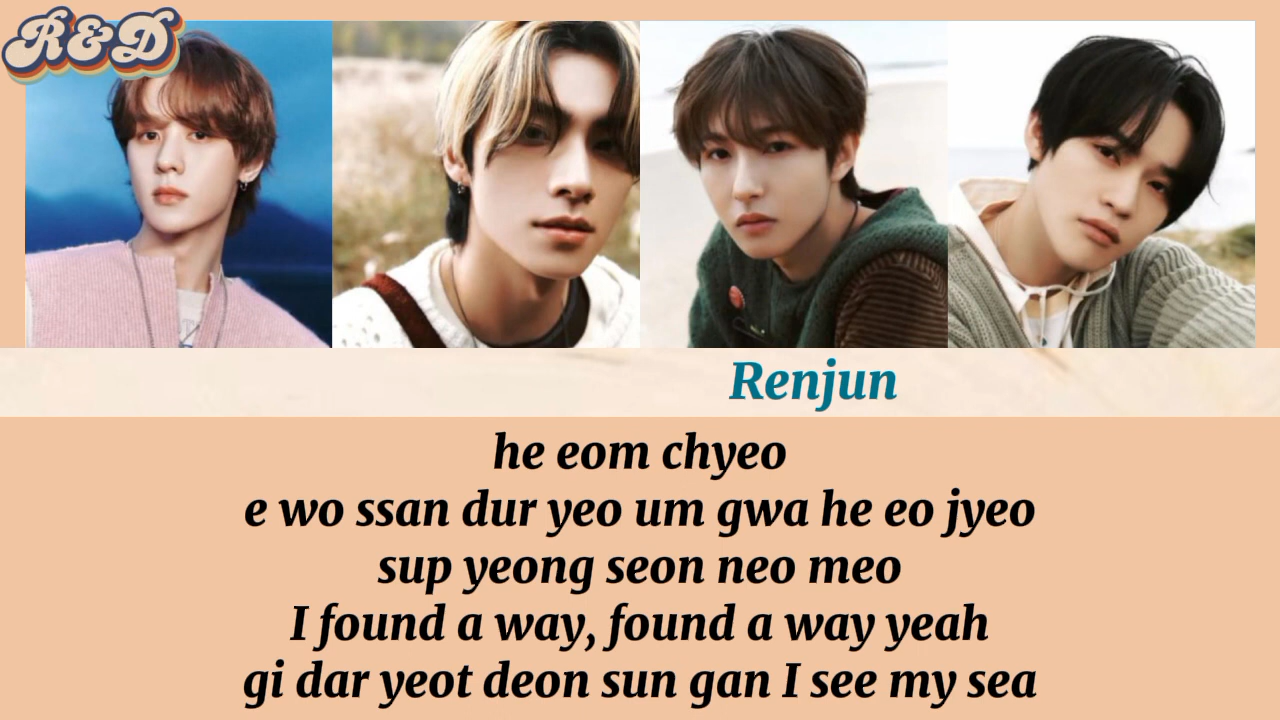 R&D
Renjun
he eom chyeo
e wo ssan dur yeo um gwa he eo jyeo
sup yeong seon neo meo
I found a way, found a way yeah
gi dar yeot deon sun gan I see my sea